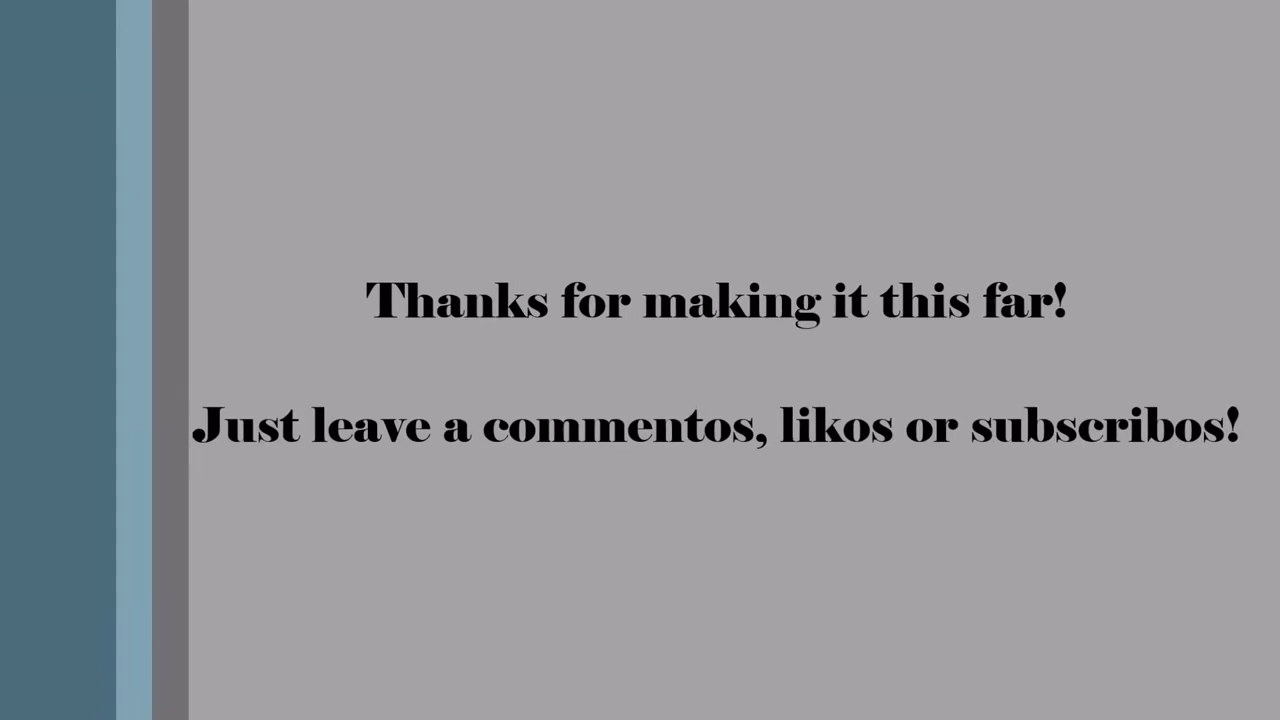 Thanks for making it this far!
Just leave a commentos, likos or subscribos!